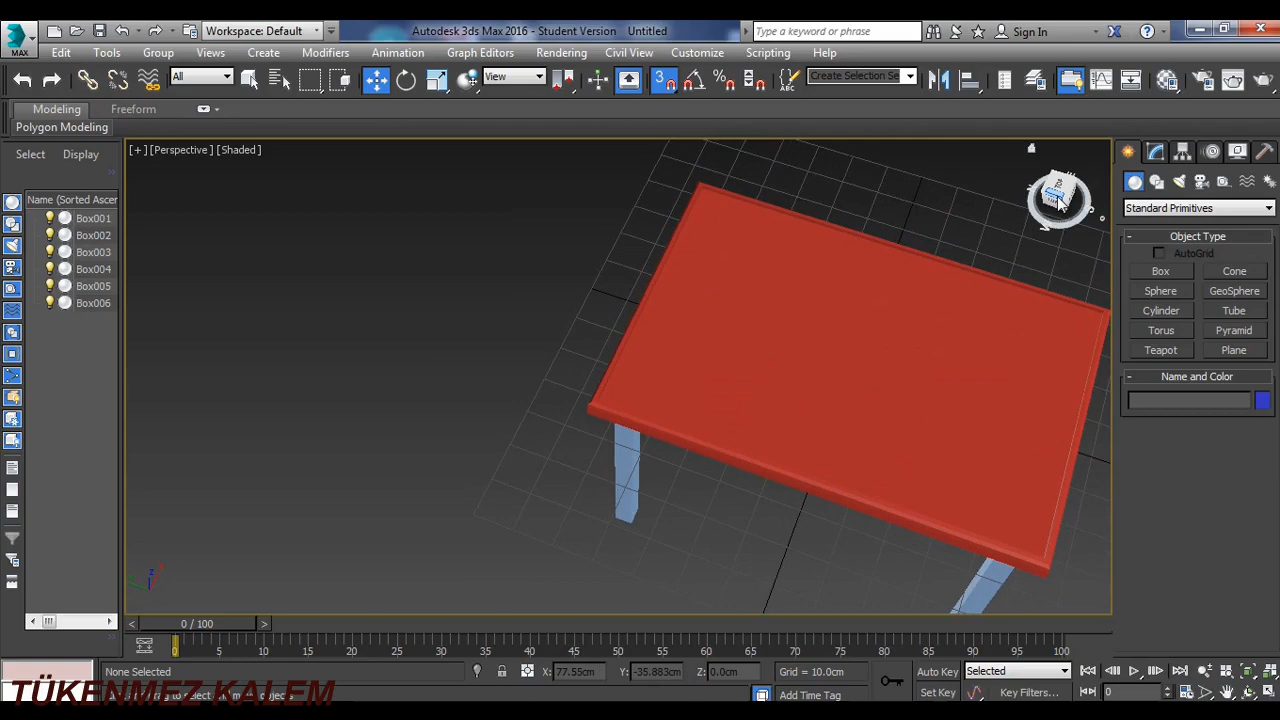 MAX
Workspace: Default
Autodesk 3ds Max 2016 - Student Version Untitled
Type a keyword or phrase
Sign In
Edit Tools Group Views Create Modifiers Animation Graph Editors Rendering Civil View Customize Scripting Help
All
View
3
Create Selection Se
ABC
Modeling Freeform
Polygon Modeling
Select Display
[+] [Perspective] [Shaded]
TOP
Name (Sorted Ascen
Box001
Box002
Box003
Box004
Box005
Box006
Standard Primitives
Object Type
AutoGrid
Box Cone
Sphere GeoSphere
Cylinder Tube
Torus Pyramid
Teapot Plane
Name and Color
z
x
0 / 100
0 5 10 15 20 25 30 35 40 45 50 55 60 65 70 75 80 85 90 95 100
None Selected
X: 77.55cm Y: -35.883cm Z: 0.0cm
Grid = 10.0cm
Auto Key Selected
Add Time Tag
Set Key Key Filters...
0
TÜKENMEZ KALEM